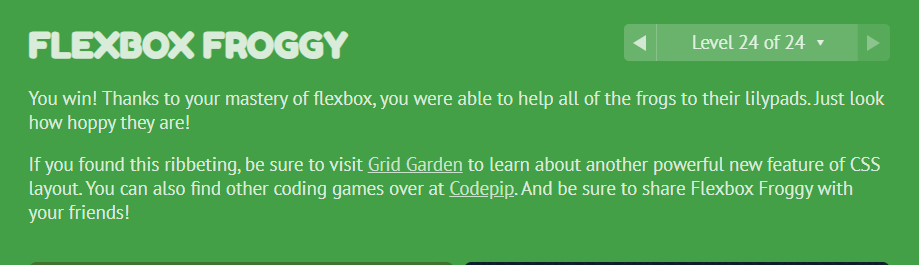 FLEXBOX FROGGY
Level 24 of 24
You win! Thanks to your mastery of flexbox, you were able to help all of the frogs to their lilypads. Just look
how hoppy they are!
If you found this ribbeting, be sure to visit Grid Garden to learn about another powerful new feature of CSS
layout. You can also find other coding games over at Codepip. And be sure to share Flexbox Froggy with
your friends!